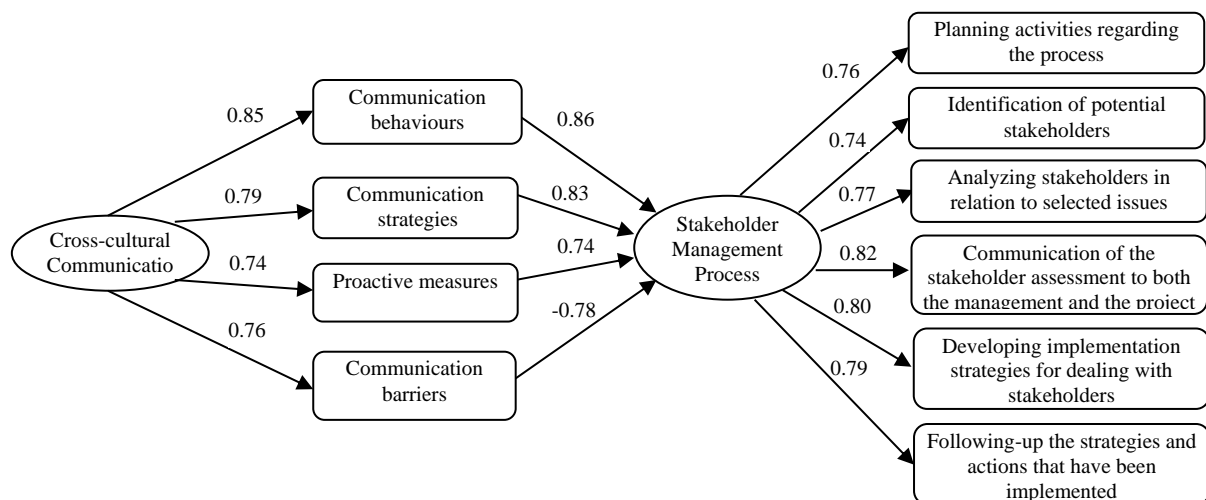 Cross-cultural
Communicatio
0.85
0.79
0.74
0.76
Communication
behaviours
Communication
strategies
Proactive measures
Communication
barriers
0.86
0.83
0.74
-0.78
Stakeholder
Management
Process
0.76
0.74
0.77
0.82
0.80
0.79
Planning activities regarding
the process
Identification of potential
stakeholders
Analyzing stakeholders in
relation to selected issues
Communication of the
stakeholder assessment to both
the management and the project
Developing implementation
strategies for dealing with
stakeholders
Following-up the strategies and
actions that have been
implemented